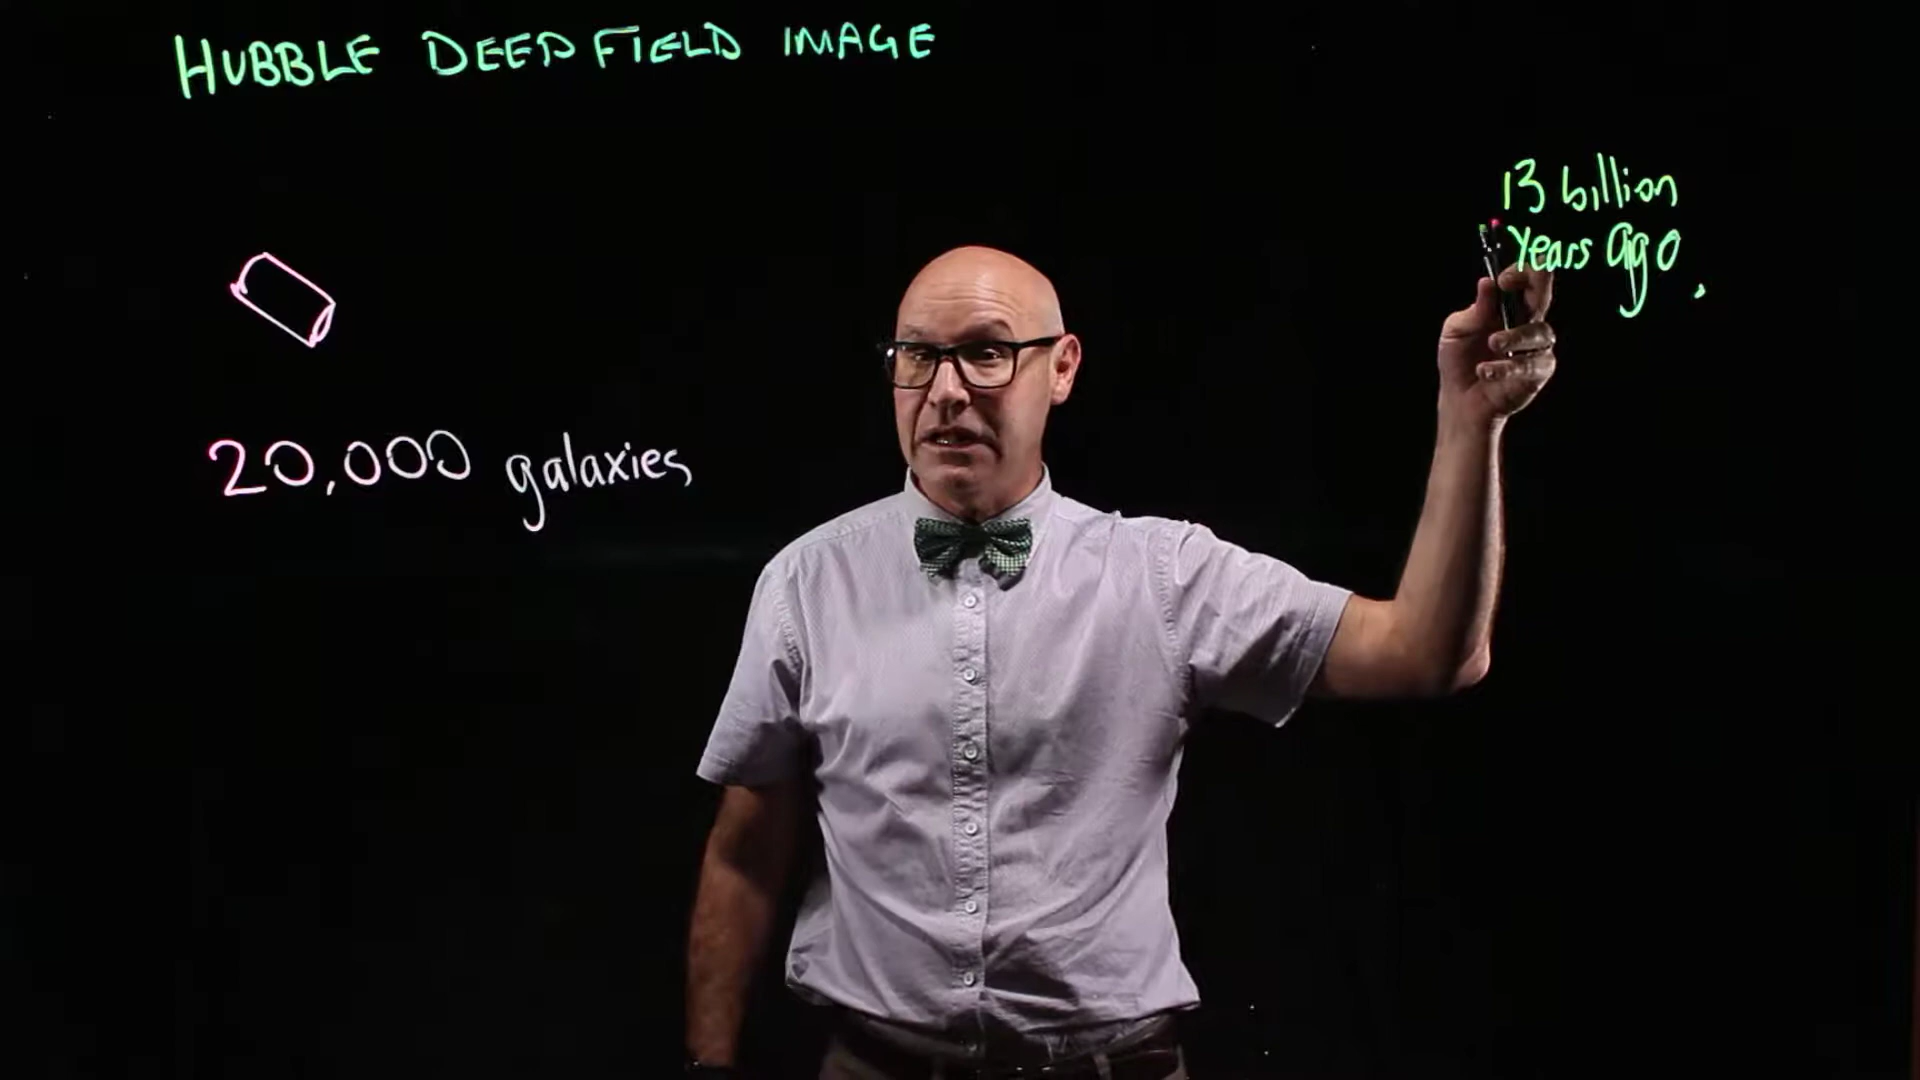 HUBBLE DEEP FIELD IMAGE
13 billion
years ago.
20,000 galaxies